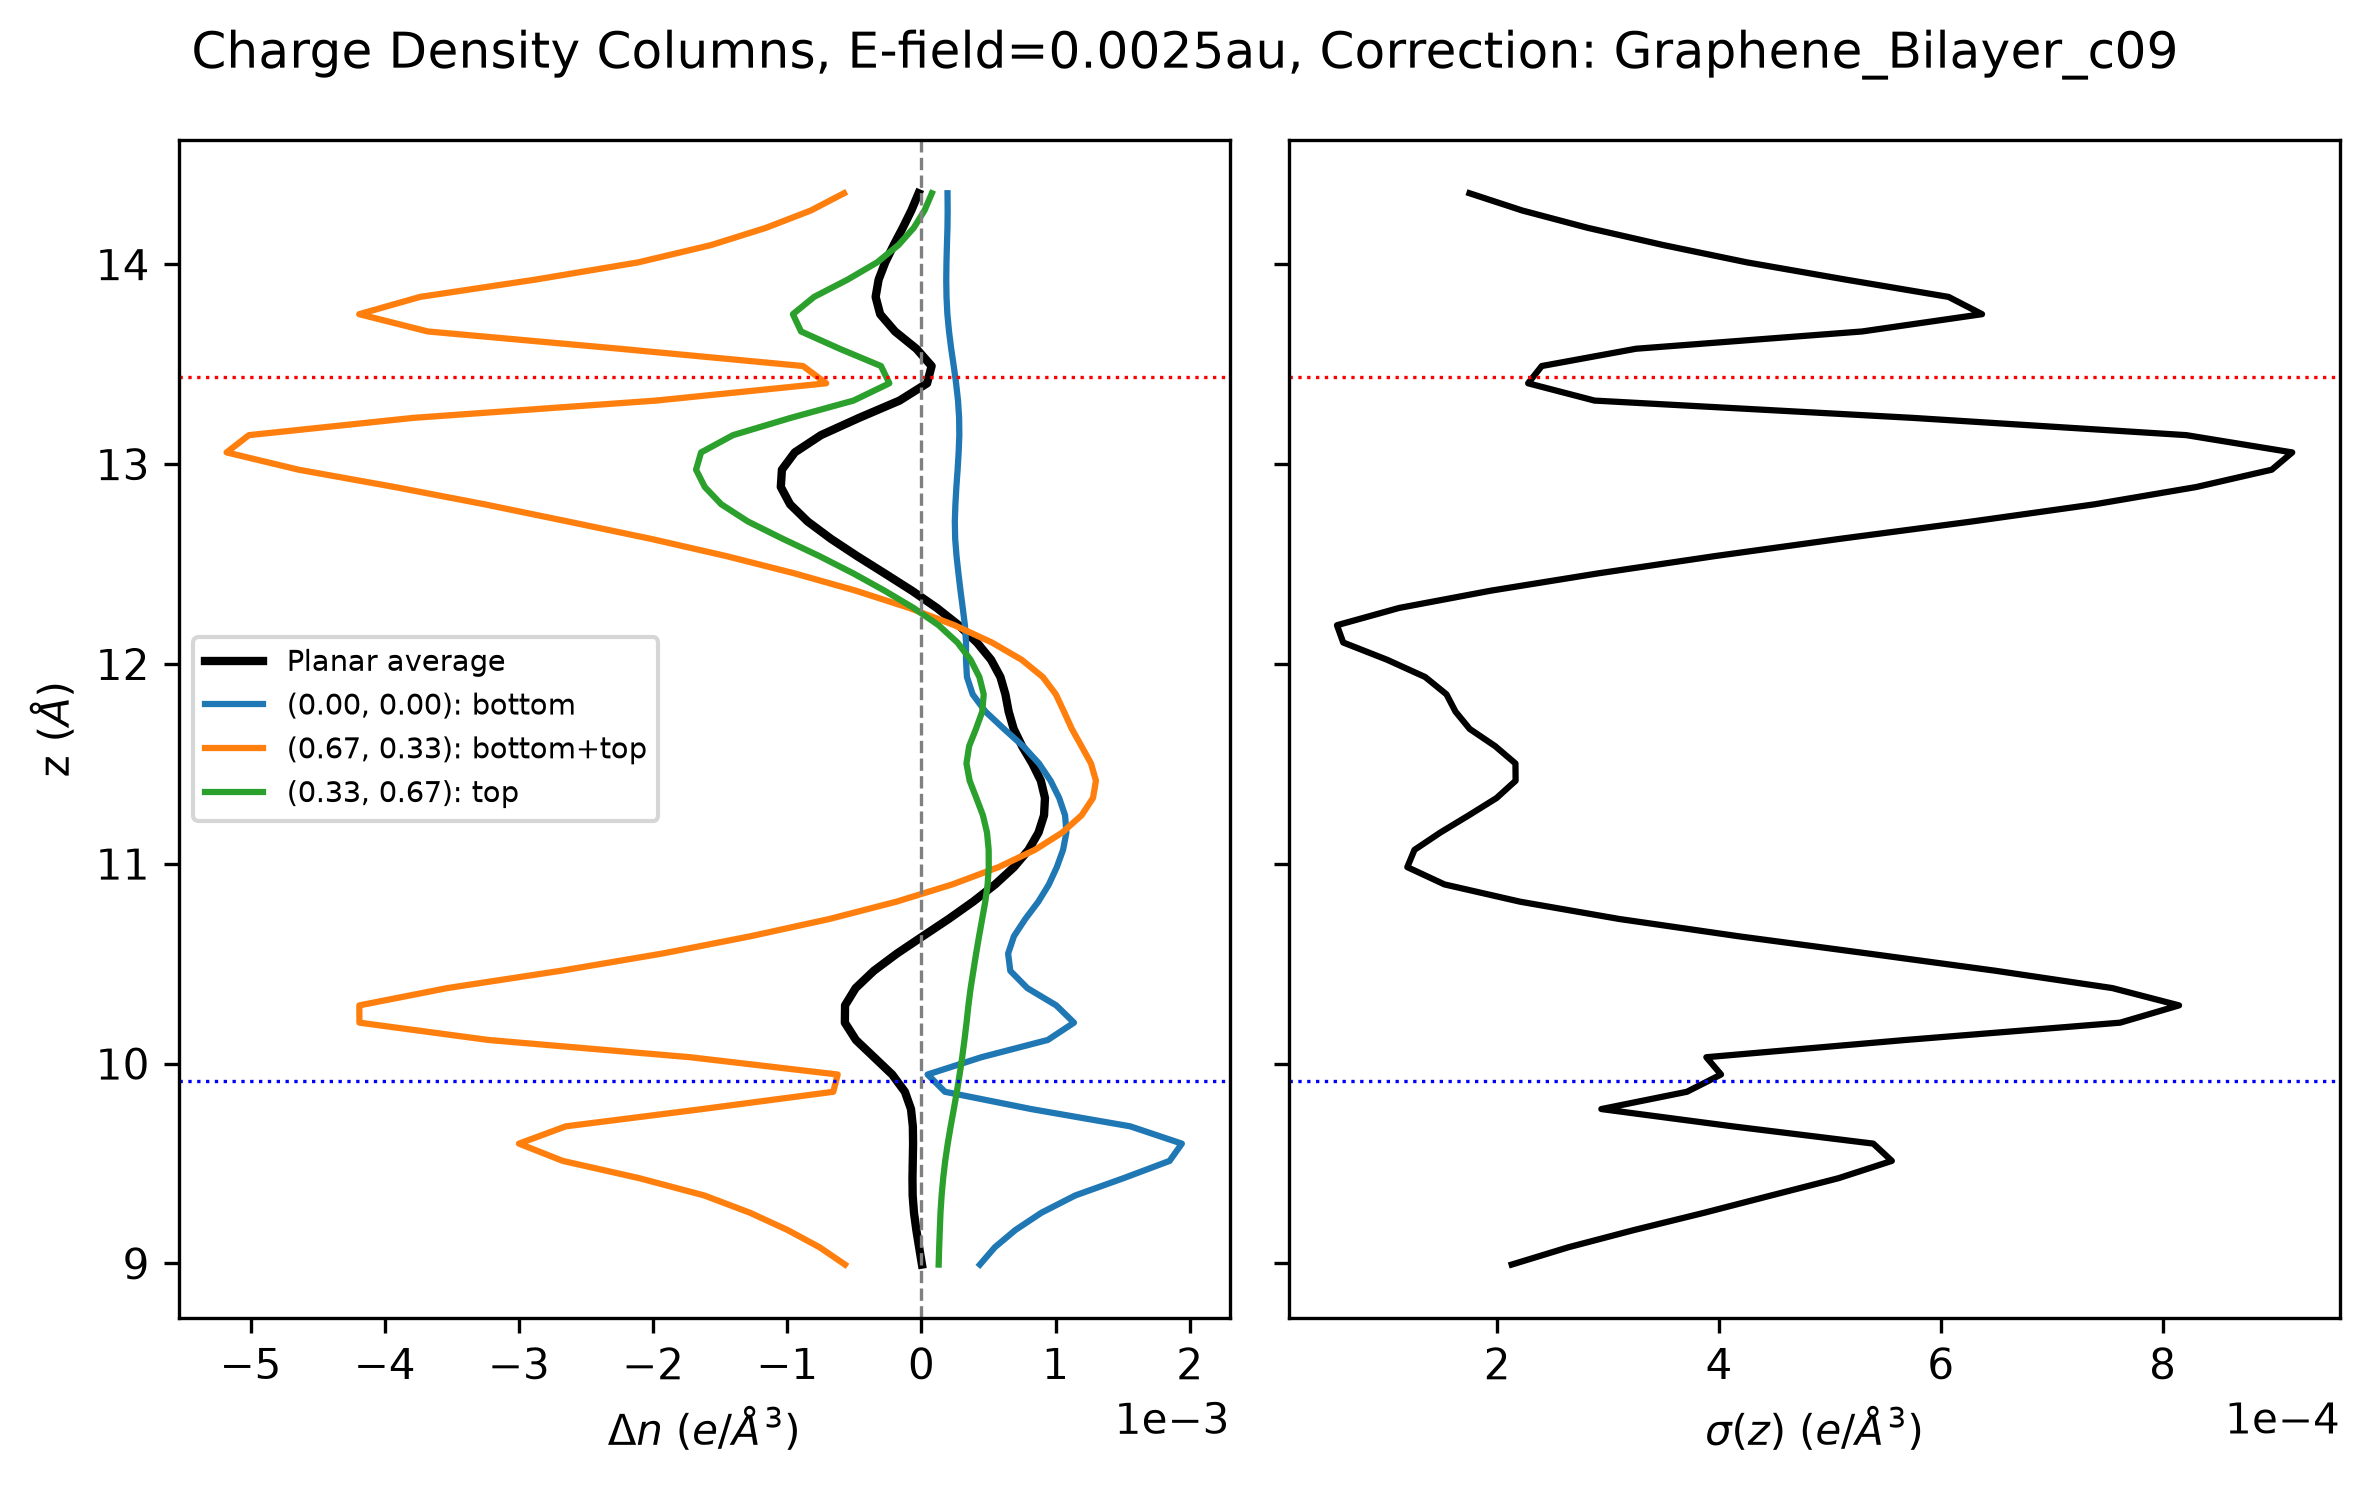 Charge Density Columns, E-field=0.0025au, Correction: Graphene_Bilayer_c09
z (Å)
14
13
12
11
10
9
Planar average
(0.00, 0.00): bottom
(0.67, 0.33): bottom+top
(0.33, 0.67): top
−5 −4 −3 −2 −1 0 1 2
1e−3
Δn (e/Å³)
2 4 6 8
1e−4
σ(z) (e/Å³)